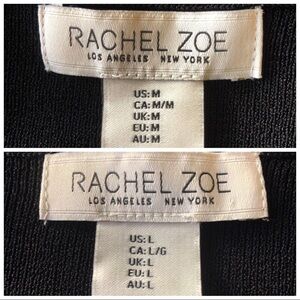 RACHEL ZOE
LOS ANGELES NEW YORK
US: M
CA: M/M
UK: M
EU: M
AU: M
RACHEL ZOE
LOS ANGELES NEW YORK
US: L
CA: L/G
UK: L
EU: L
AU: L